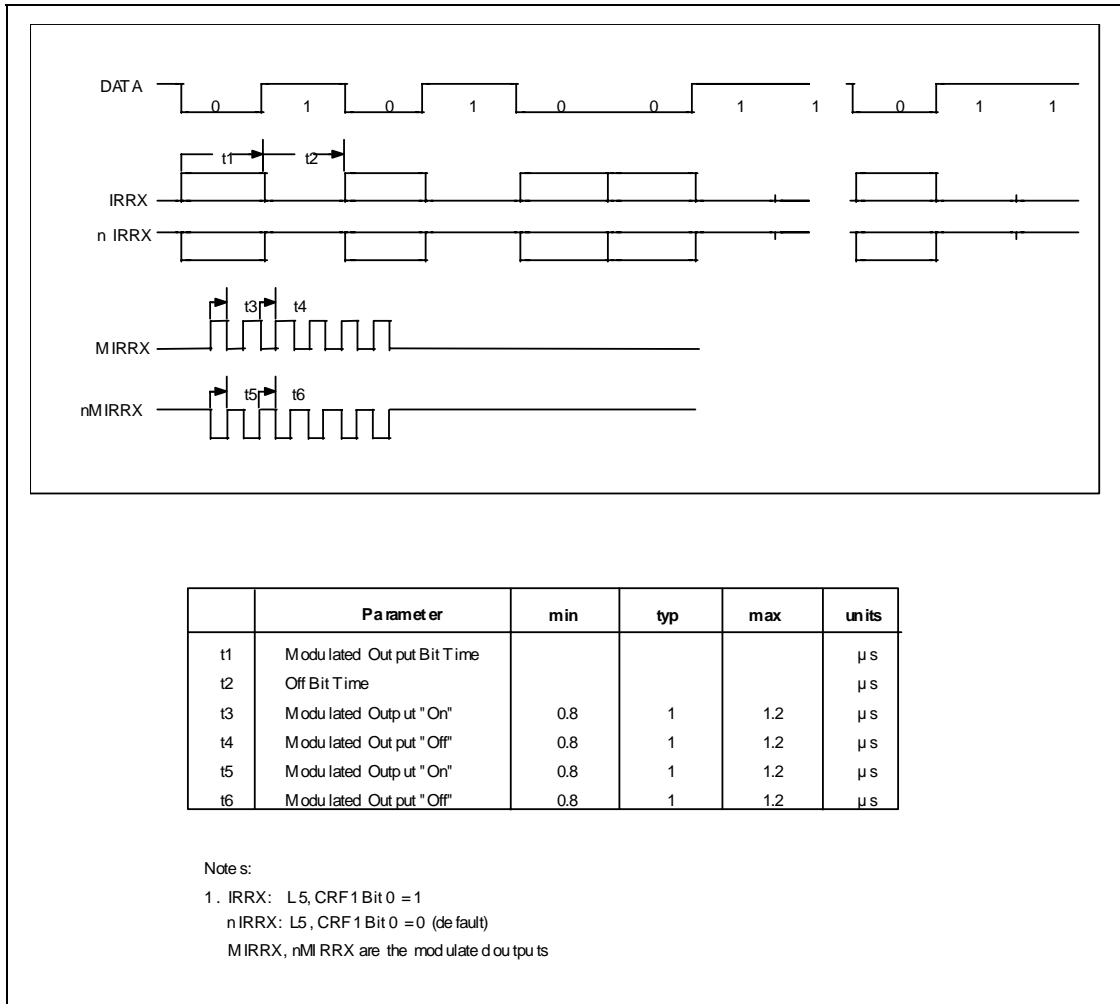 DATA 0 1 0 1 0 0 1 1 0 1 1
t1 t2
IRRX
n IRRX
t3 t4
MIRRX
t5 t6
nMIRRX
Parameter min typ max units
t1 Modulated Output Bit Time µs
t2 Off Bit Time µs
t3 Modulated Output "On" 0.8 1 1.2 µs
t4 Modulated Output "Off" 0.8 1 1.2 µs
t5 Modulated Output "On" 0.8 1 1.2 µs
t6 Modulated Output "Off" 0.8 1 1.2 µs
Notes:
1. IRRX: L5, CRF1 Bit 0 = 1
nIRRX: L5, CRF1 Bit 0 = 0 (default)
MIRRX, nMIRRX are the modulated outputs